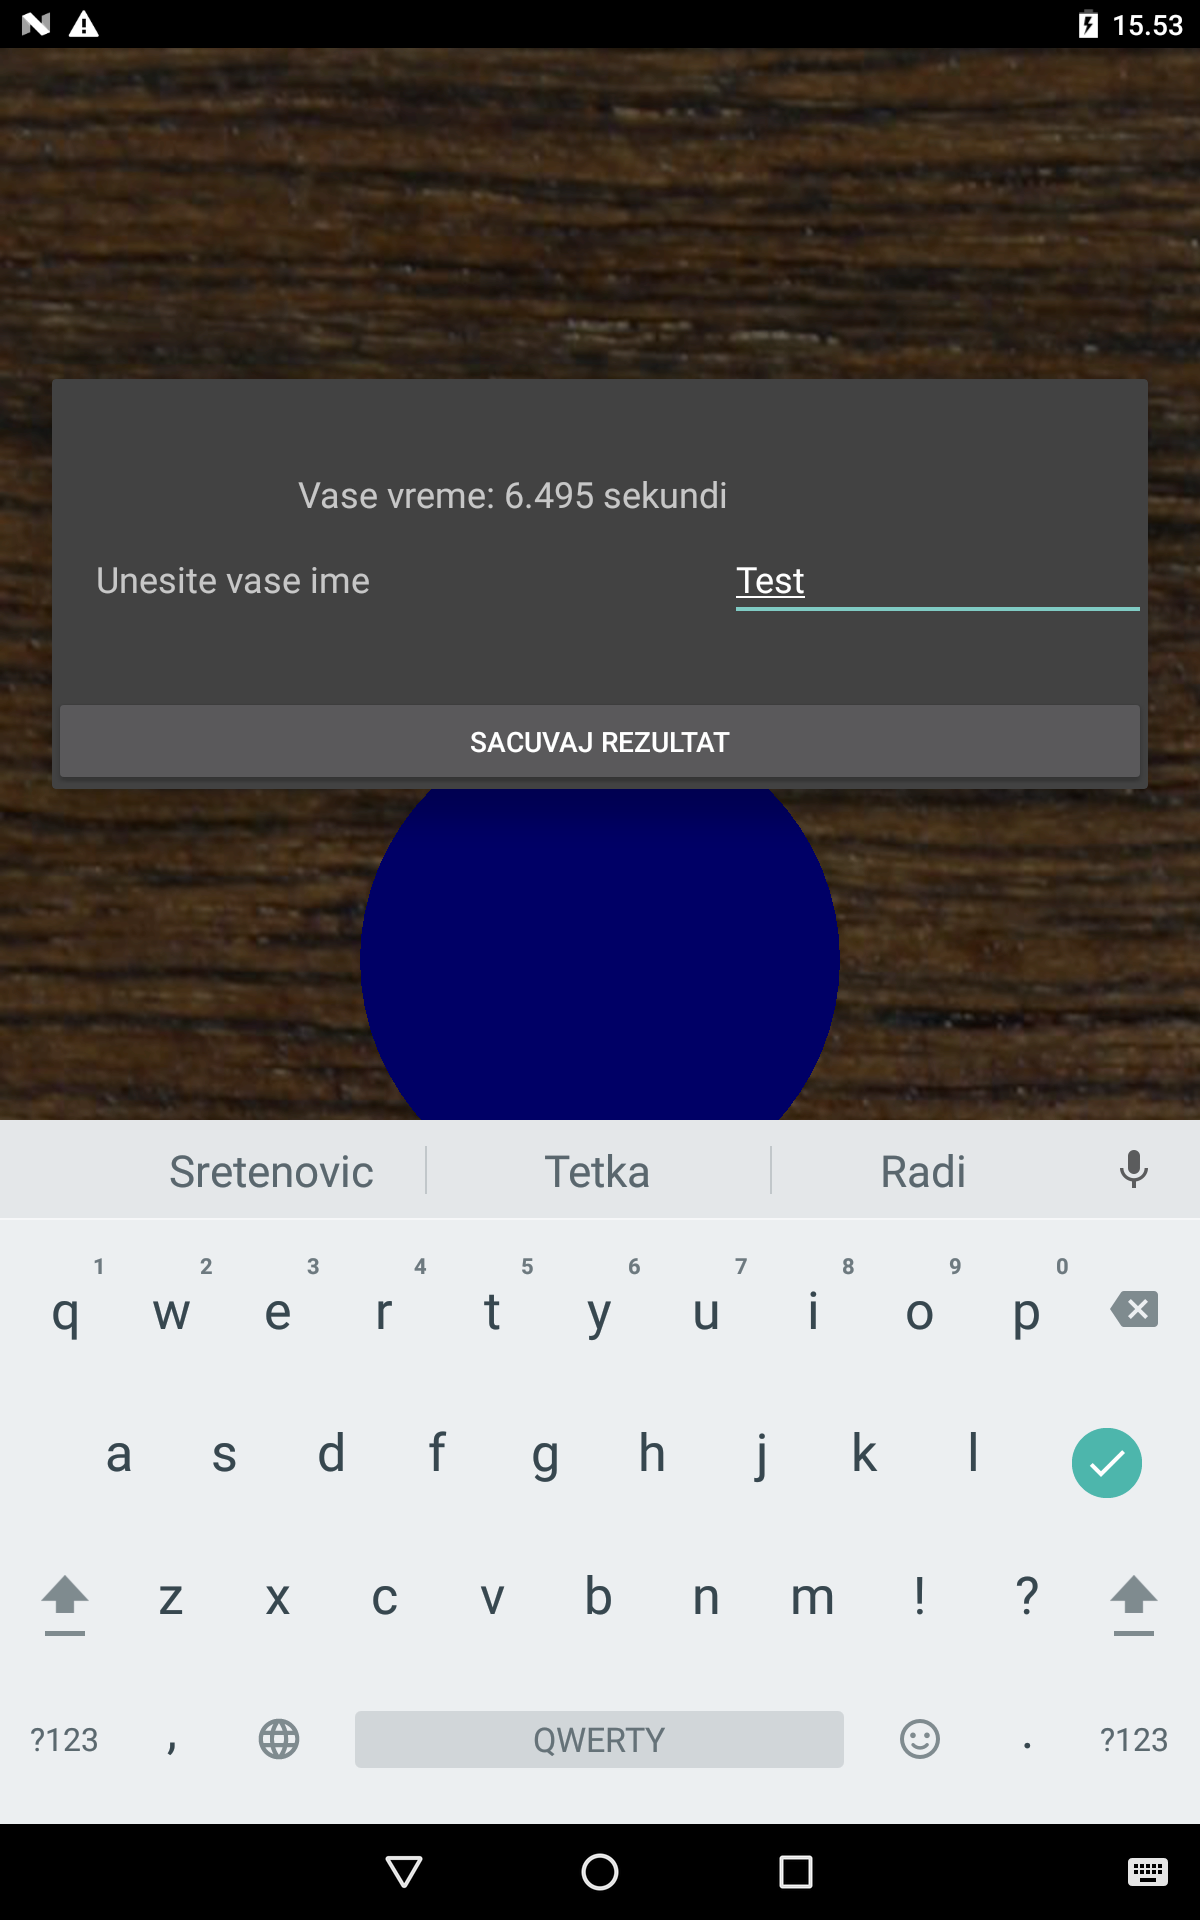 15.53
Vase vreme: 6.495 sekundi
Unesite vase ime Test
SACUVAJ REZULTAT
Sretenovic Tetka Radi
1 2 3 4 5 6 7 8 9 0
q w e r t y u i o p
a s d f g h j k l
z x c v b n m ! ?
?123 , QWERTY . ?123